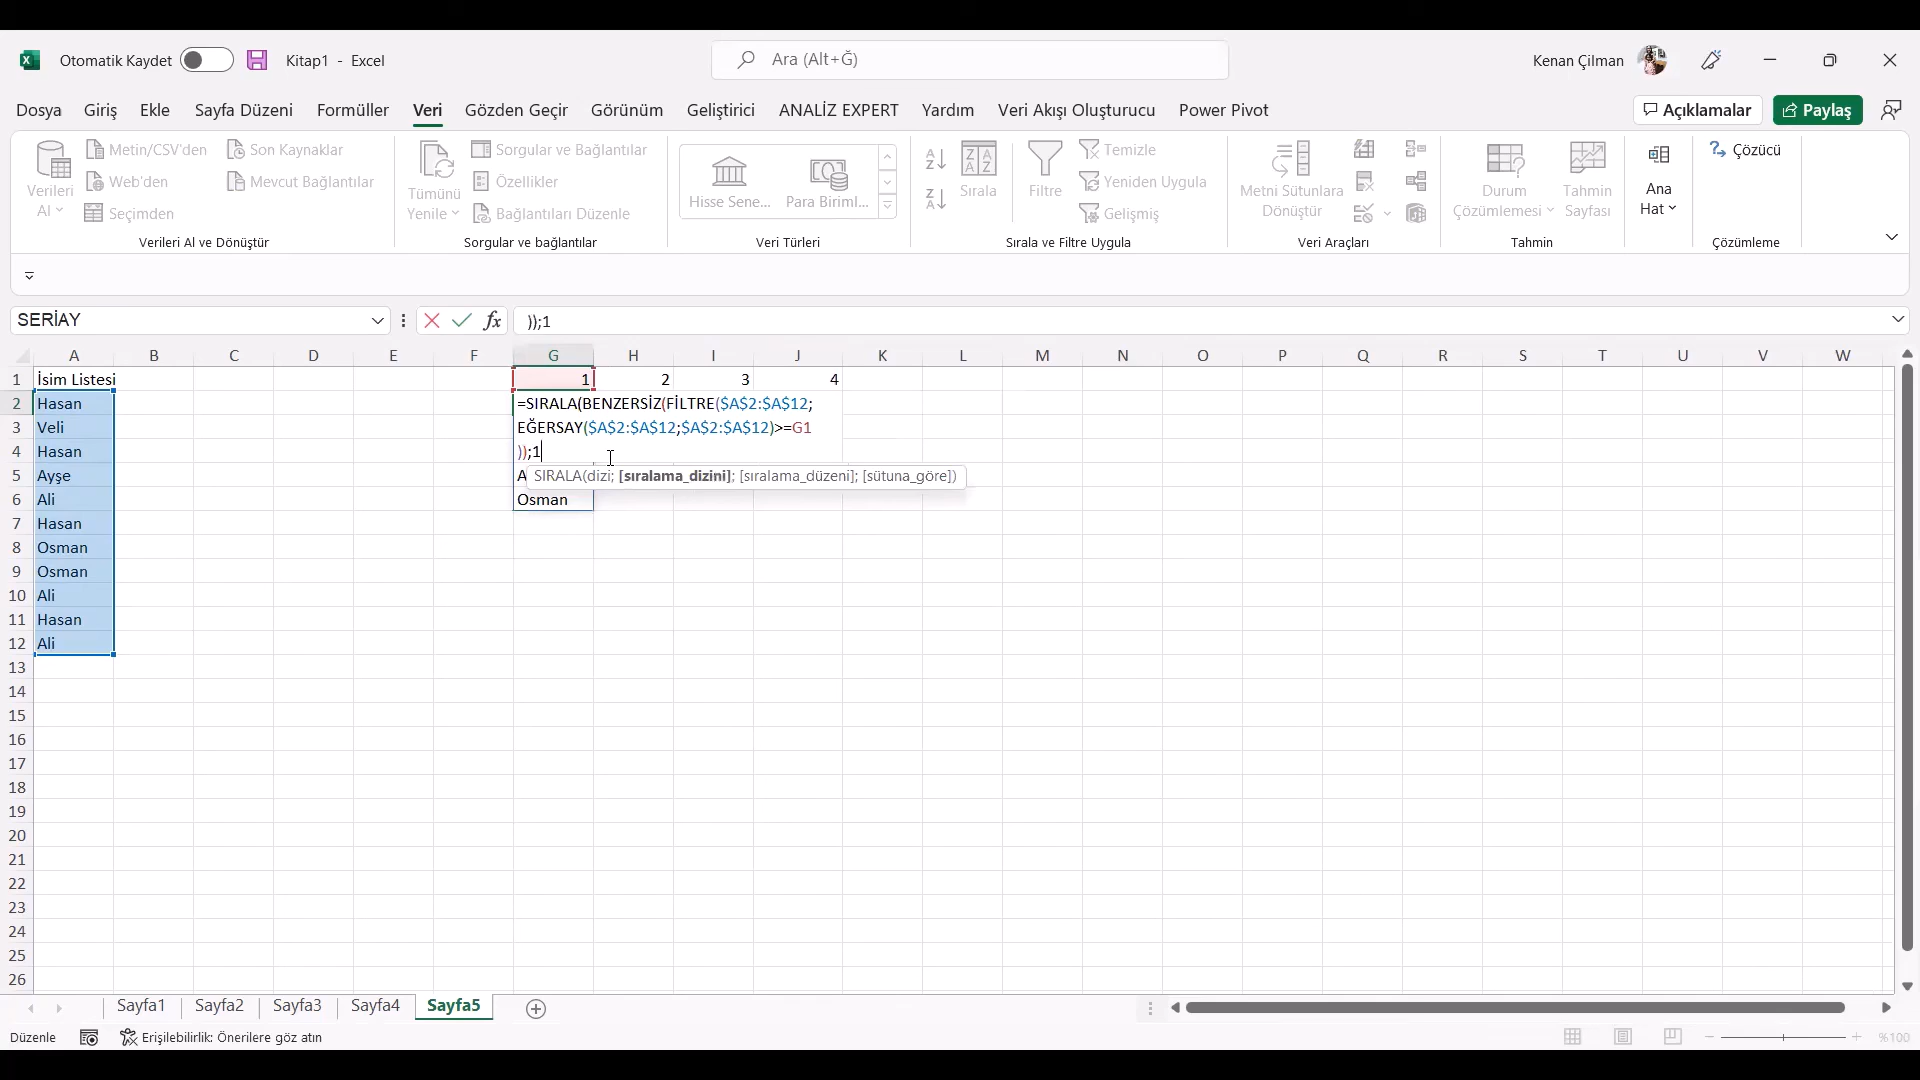 Otomatik Kaydet Kitap1 - Excel Ara (Alt+Ğ) Kenan Çilman
Dosya Giriş Ekle Sayfa Düzeni Formüller Veri Gözden Geçir Görünüm Geliştirici ANALİZ EXPERT Yardım Veri Akışı Oluşturucu Power Pivot Açıklamalar Paylaş
Verileri Al
Metin/CSV'den
Web'den
Seçimden
Son Kaynaklar
Mevcut Bağlantılar
Verileri Al ve Dönüştür
Tümünü Yenile
Sorgular ve Bağlantılar
Özellikler
Bağlantıları Düzenle
Sorgular ve bağlantılar
Hisse Sene... Para Biriml...
Veri Türleri
Sırala
Filtre
Temizle
Yeniden Uygula
Gelişmiş
Sırala ve Filtre Uygula
Metni Sütunlara
Dönüştür
Veri Araçları
Durum
Çözümlemesi
Tahmin
Sayfası
Tahmin
Ana
Hat
Çözücü
Çözümleme
SERİAY fx ));1
A B C D E F G H I J K L M N O P Q R S T U V W
1 İsim Listesi 1 2 3 4
2 Hasan =SIRALA(BENZERSİZ(FİLTRE($A$2:$A$12;
3 Veli EĞERSAY($A$2:$A$12;$A$2:$A$12)>=G1
4 Hasan ));1
5 Ayşe A SIRALA(dizi; [sıralama_dizini]; [sıralama_düzeni]; [sütuna_göre])
6 Ali Osman
7 Hasan
8 Osman
9 Osman
10 Ali
11 Hasan
12 Ali
13
14
15
16
17
18
19
20
21
22
23
24
25
26
Sayfa1 Sayfa2 Sayfa3 Sayfa4 Sayfa5
Düzenle Erişilebilirlik: Önerilere göz atın %100